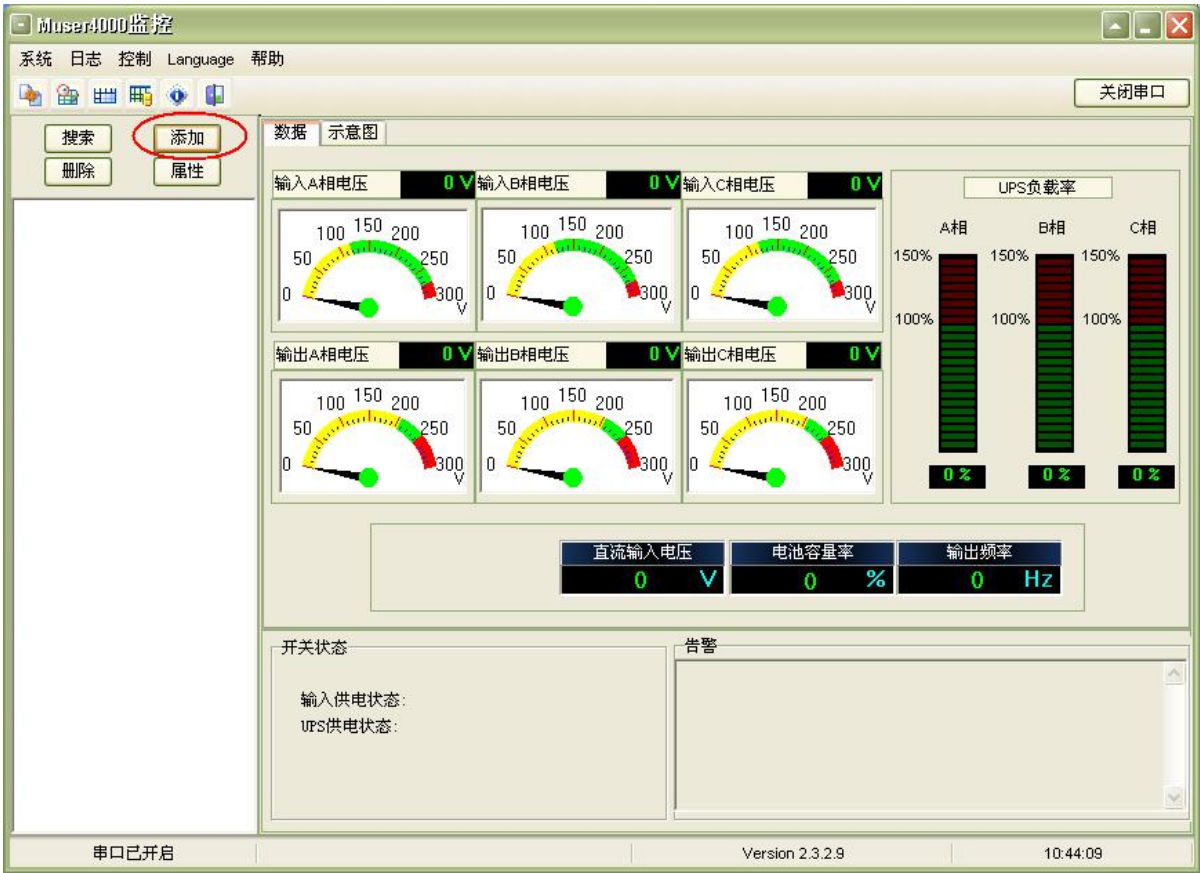 Muser4000监控
系统 日志 控制 Language 帮助
关闭串口
搜索 添加
删除 属性
数据 示意图
输入A相电压 0 V 输入B相电压 0 V 输入C相电压 0 V
0 50 100 150 200 250 300 V
0 50 100 150 200 250 300 V
0 50 100 150 200 250 300 V
输出A相电压 0 V 输出B相电压 0 V 输出C相电压 0 V
0 50 100 150 200 250 300 V
0 50 100 150 200 250 300 V
0 50 100 150 200 250 300 V
UPS负载率
A相 B相 C相
150% 150% 150%
100% 100% 100%
0 % 0 % 0 %
直流输入电压 电池容量率 输出频率
0 V 0 % 0 Hz
开关状态
输入供电状态:
UPS供电状态:
告警
串口已开启 Version 2.3.2.9 10:44:09